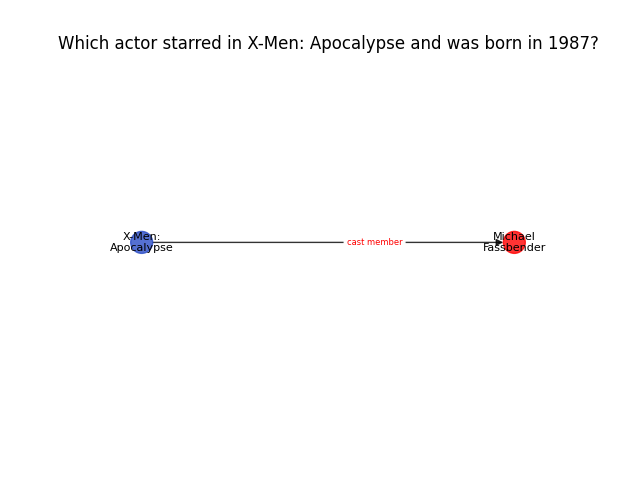 Which actor starred in X-Men: Apocalypse and was born in 1987?
X-Men:
Apocalypse
cast member
Michael
Fassbender